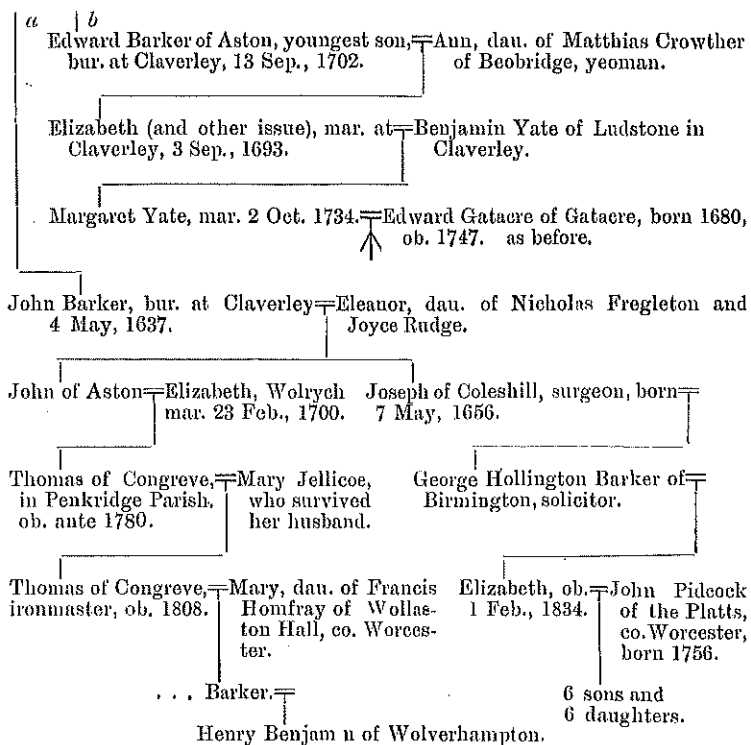 a b
Edward Barker of Aston, youngest son, Ann, dau. of Matthias Crowther
bur. at Claverley, 13 Sep., 1702. of Beobridge, yeoman.
Elizabeth (and other issue), mar. at Benjamin Yate of Ludstone in
Claverley, 3 Sep., 1693. Claverley.
Margaret Yate, mar. 2 Oct. 1734. Edward Gatacre of Gatacre, born 1680,
ob. 1747. as before.
John Barker, bur. at Claverley Eleanor, dau. of Nicholas Fregleton and
4 May, 1637. Joyce Rudge.
John of Aston Elizabeth, Wolrych Joseph of Coleshill, surgeon, born
mar. 23 Feb., 1700. 7 May, 1656.
Thomas of Congreve, Mary Jellicoe, George Hollington Barker of
in Penkridge Parish. who survived Birmington, solicitor.
ob. ante 1780. her husband.
Thomas of Congreve, Mary, dau. of Francis Elizabeth, ob. John Pidcock
ironmaster, ob. 1808. Homfray of Wollas- 1 Feb., 1834. of the Platts,
ton Hall, co. Worces- co. Worcester,
ter. born 1756.
. . . Barker. 6 sons and
6 daughters.
Henry Benjam n of Wolverhampton.